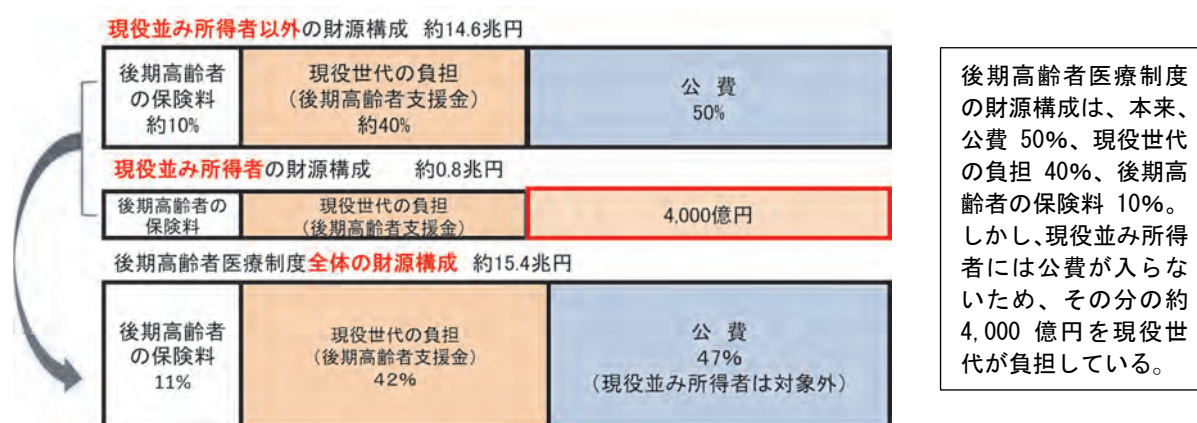 現役並み所得者以外の財源構成 約14.6兆円
後期高齢者
の保険料
約10%
現役世代の負担
（後期高齢者支援金）
約40%
公 費
50%
現役並み所得者の財源構成 約0.8兆円
後期高齢者の
保険料
現役世代の負担
（後期高齢者支援金）
4,000億円
後期高齢者医療制度全体の財源構成 約15.4兆円
後期高齢者
の保険料
11%
現役世代の負担
（後期高齢者支援金）
42%
公 費
47%
（現役並み所得者は対象外）
後期高齢者医療制度
の財源構成は、本来、
公費 50%、現役世代
の負担 40%、後期高
齢者の保険料 10%。
しかし、現役並み所得
者には公費が入らな
いため、その分の約
4,000 億円を現役世
代が負担している。